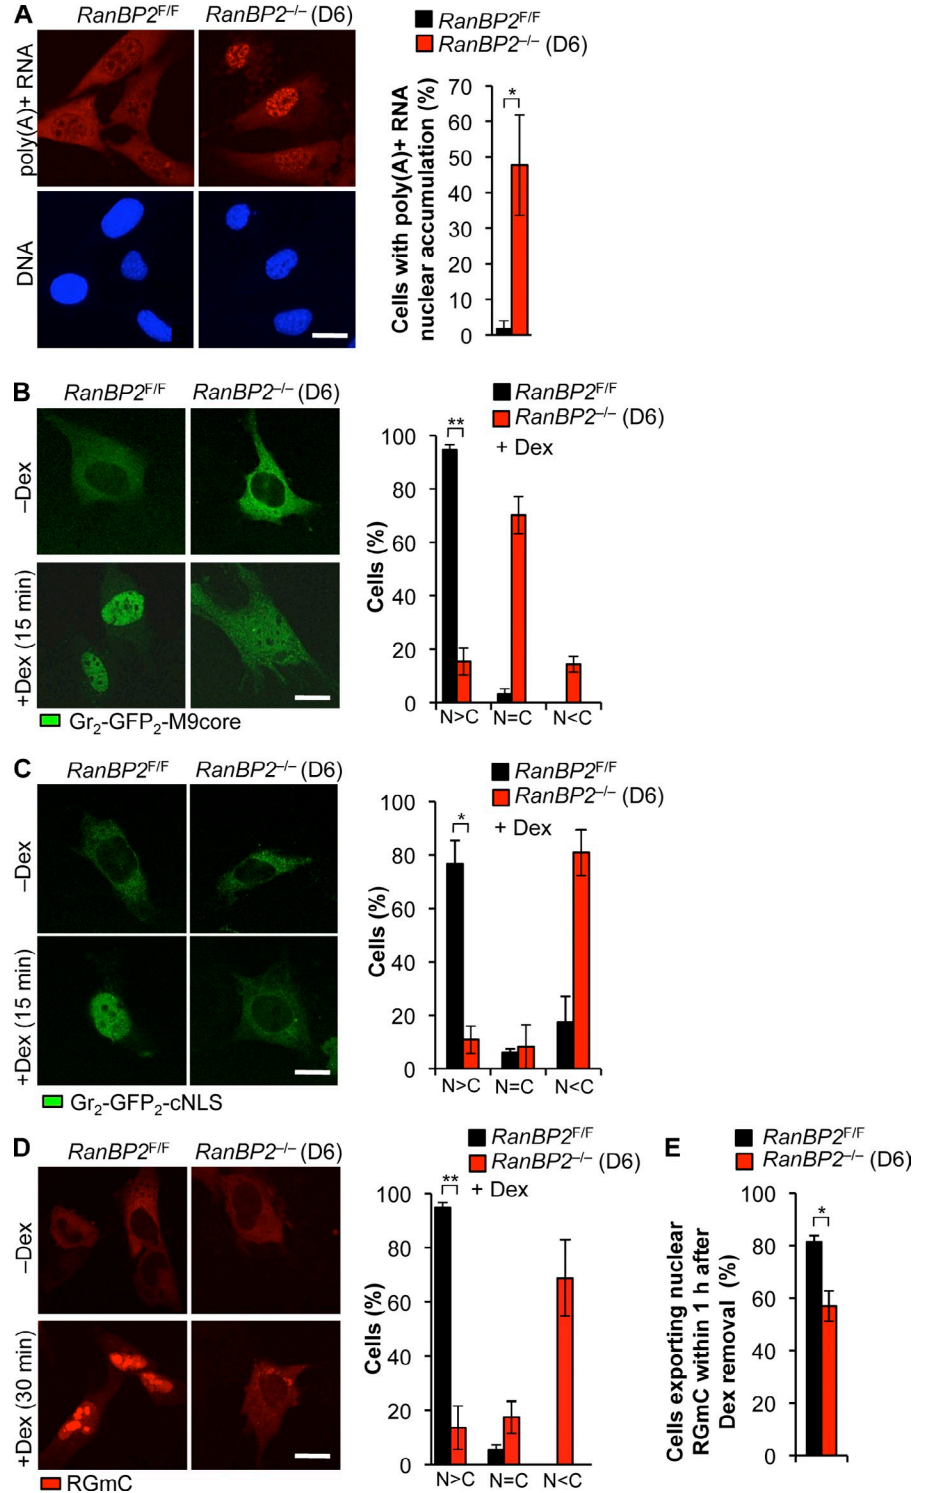 A
RanBP2F/F
RanBP2–/– (D6)
poly(A)+ RNA
DNA
RanBP2F/F
RanBP2–/– (D6)
Cells with poly(A)+ RNA
nuclear accumulation (%)
70
60
50
40
30
20
10
0
*
B
RanBP2F/F
RanBP2–/– (D6)
–Dex
+Dex (15 min)
Gr2-GFP2-M9core
RanBP2F/F
RanBP2–/– (D6)
+ Dex
Cells (%)
100
80
60
40
20
0
**
N>C N=C N<C
C
RanBP2F/F
RanBP2–/– (D6)
–Dex
+Dex (15 min)
Gr2-GFP2-cNLS
RanBP2F/F
RanBP2–/– (D6)
+ Dex
Cells (%)
100
80
60
40
20
0
*
N>C N=C N<C
D
RanBP2F/F
RanBP2–/– (D6)
–Dex
+Dex (30 min)
RGmC
RanBP2F/F
RanBP2–/– (D6)
+ Dex
Cells (%)
100
80
60
40
20
0
**
N>C N=C N<C
E
RanBP2F/F
RanBP2–/– (D6)
Cells exporting nuclear
RGmC within 1 h after
Dex removal (%)
100
80
60
40
20
0
*